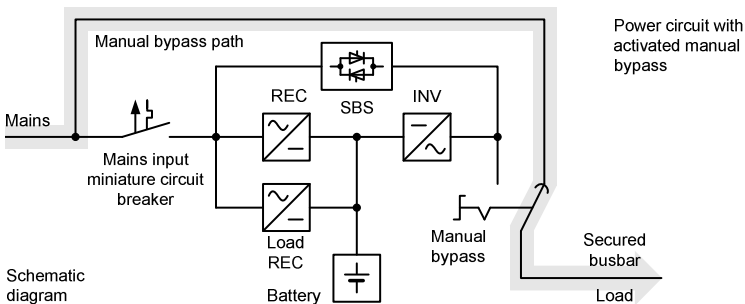 Manual bypass path
Power circuit with
activated manual
bypass
Mains
REC
SBS
INV
Mains input
miniature circuit
breaker
Load
REC
Manual
bypass
Secured
busbar
Load
Battery
Schematic
diagram